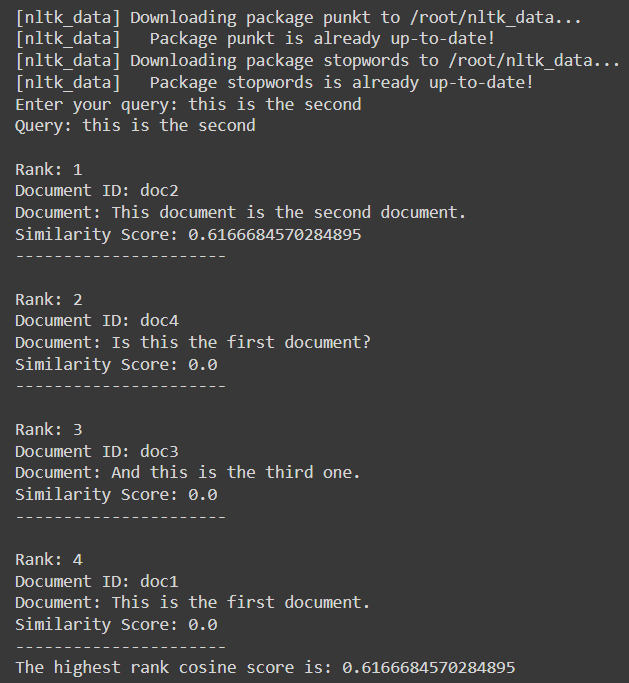 [nltk_data] Downloading package punkt to /root/nltk_data...
[nltk_data]   Package punkt is already up-to-date!
[nltk_data] Downloading package stopwords to /root/nltk_data...
[nltk_data]   Package stopwords is already up-to-date!
Enter your query: this is the second
Query: this is the second
Rank: 1
Document ID: doc2
Document: This document is the second document.
Similarity Score: 0.6166684570284895
----------------------
Rank: 2
Document ID: doc4
Document: Is this the first document?
Similarity Score: 0.0
----------------------
Rank: 3
Document ID: doc3
Document: And this is the third one.
Similarity Score: 0.0
----------------------
Rank: 4
Document ID: doc1
Document: This is the first document.
Similarity Score: 0.0
----------------------
The highest rank cosine score is: 0.6166684570284895